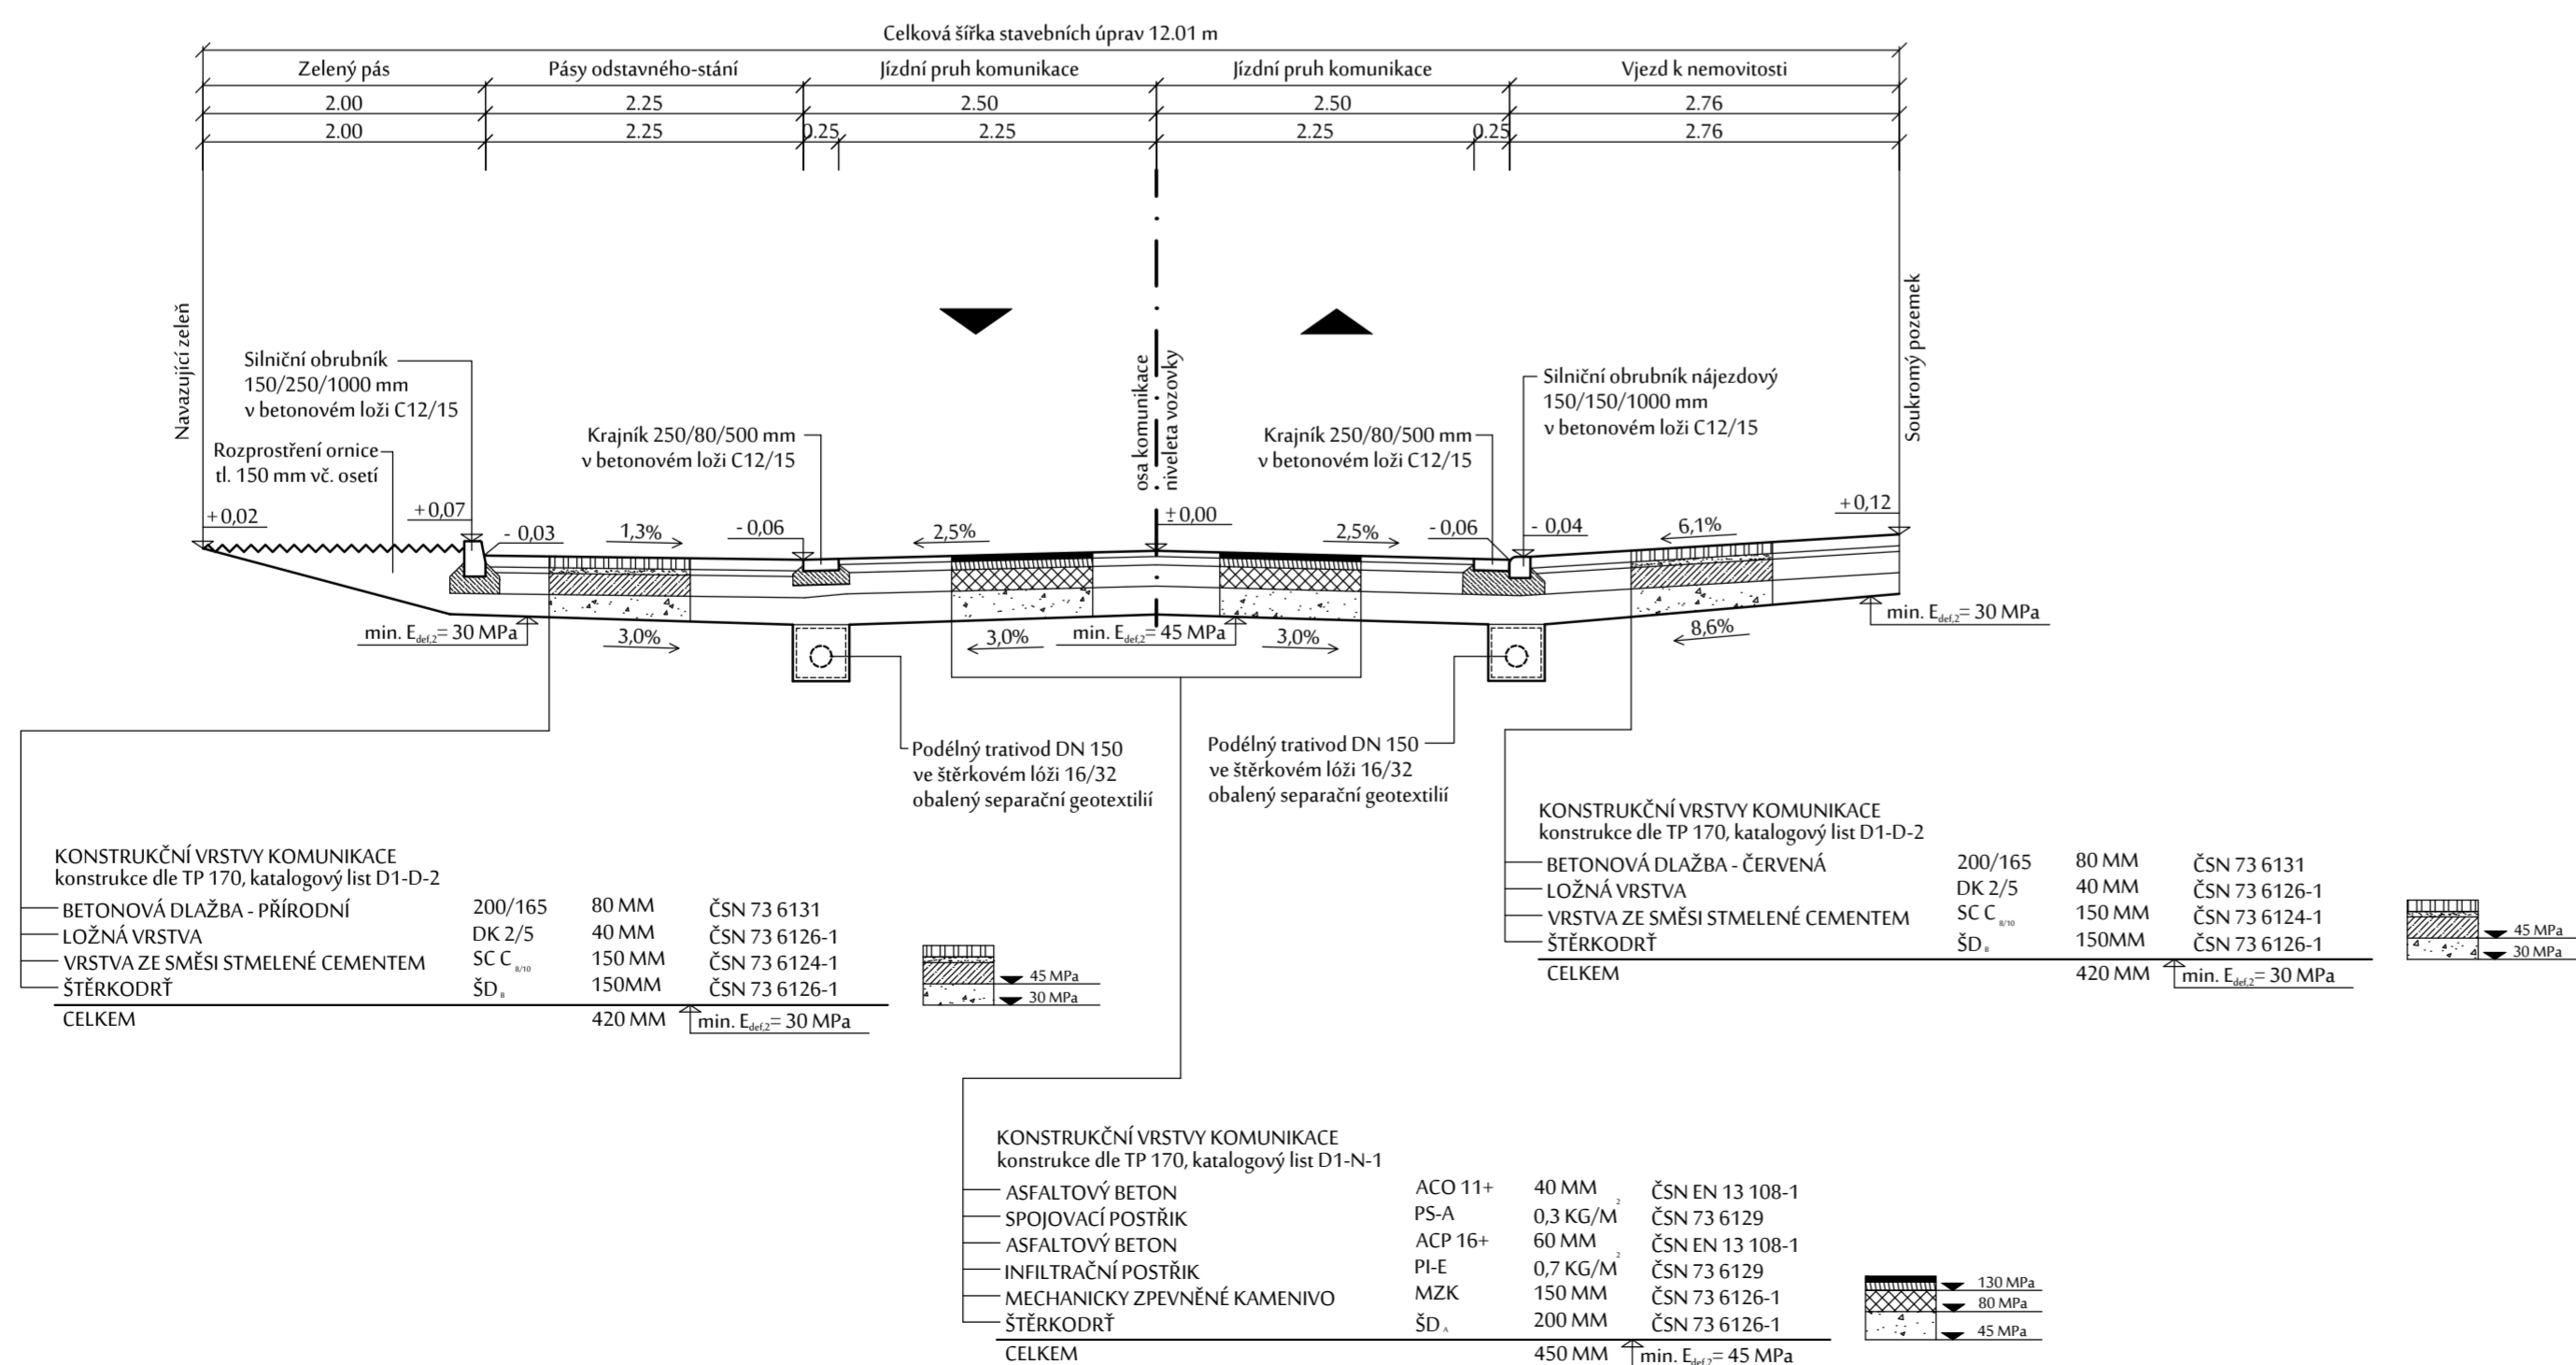 Celková šířka stavebních úprav 12.01 m
Zelený pás Pásy odstavného-stání Jízdní pruh komunikace Jízdní pruh komunikace Vjezd k nemovitosti
2.00 2.25 2.50 2.50 2.76
2.00 2.25 0.25 2.25 2.25 0.25 2.76
Navazující zeleň
Silniční obrubník
150/250/1000 mm
v betonovém loži C12/15
Rozprostření ornice
tl. 150 mm vč. osetí
Krajník 250/80/500 mm
v betonovém loži C12/15
osa komunikace
niveleta vozovky
Krajník 250/80/500 mm
v betonovém loži C12/15
Silniční obrubník nájezdový
150/150/1000 mm
v betonovém loži C12/15
Soukromý pozemek
+0,02 +0,07 - 0,03 1,3% - 0,06 2,5% ±0,00 2,5% - 0,06 - 0,04 6,1% +0,12
min. Edef,2= 30 MPa 3,0% 3,0% min. Edef,2= 45 MPa 3,0% 8,6% min. Edef,2= 30 MPa
Podélný trativod DN 150
ve štěrkovém lóži 16/32
obalený separační geotextilií
Podélný trativod DN 150
ve štěrkovém lóži 16/32
obalený separační geotextilií
KONSTRUKČNÍ VRSTVY KOMUNIKACE
konstrukce dle TP 170, katalogový list D1-D-2
BETONOVÁ DLAŽBA - PŘÍRODNÍ 200/165 80 MM ČSN 73 6131
LOŽNÁ VRSTVA DK 2/5 40 MM ČSN 73 6126-1
VRSTVA ZE SMĚSI STMELENÉ CEMENTEM SC C 8/10 150 MM ČSN 73 6124-1
ŠTĚRKODRŤ ŠD B 150MM ČSN 73 6126-1
CELKEM 420 MM min. Edef,2= 30 MPa
45 MPa
30 MPa
KONSTRUKČNÍ VRSTVY KOMUNIKACE
konstrukce dle TP 170, katalogový list D1-D-2
BETONOVÁ DLAŽBA - ČERVENÁ 200/165 80 MM ČSN 73 6131
LOŽNÁ VRSTVA DK 2/5 40 MM ČSN 73 6126-1
VRSTVA ZE SMĚSI STMELENÉ CEMENTEM SC C 8/10 150 MM ČSN 73 6124-1
ŠTĚRKODRŤ ŠD B 150MM ČSN 73 6126-1
CELKEM 420 MM min. Edef,2= 30 MPa
45 MPa
30 MPa
KONSTRUKČNÍ VRSTVY KOMUNIKACE
konstrukce dle TP 170, katalogový list D1-N-1
ASFALTOVÝ BETON ACO 11+ 40 MM ČSN EN 13 108-1
SPOJOVACÍ POSTŘIK PS-A 0,3 KG/M2 ČSN 73 6129
ASFALTOVÝ BETON ACP 16+ 60 MM ČSN EN 13 108-1
INFILTRAČNÍ POSTŘIK PI-E 0,7 KG/M2 ČSN 73 6129
MECHANICKY ZPEVNĚNÉ KAMENIVO MZK 150 MM ČSN 73 6126-1
ŠTĚRKODRŤ ŠD A 200 MM ČSN 73 6126-1
CELKEM 450 MM min. Edef,2= 45 MPa
130 MPa
80 MPa
45 MPa